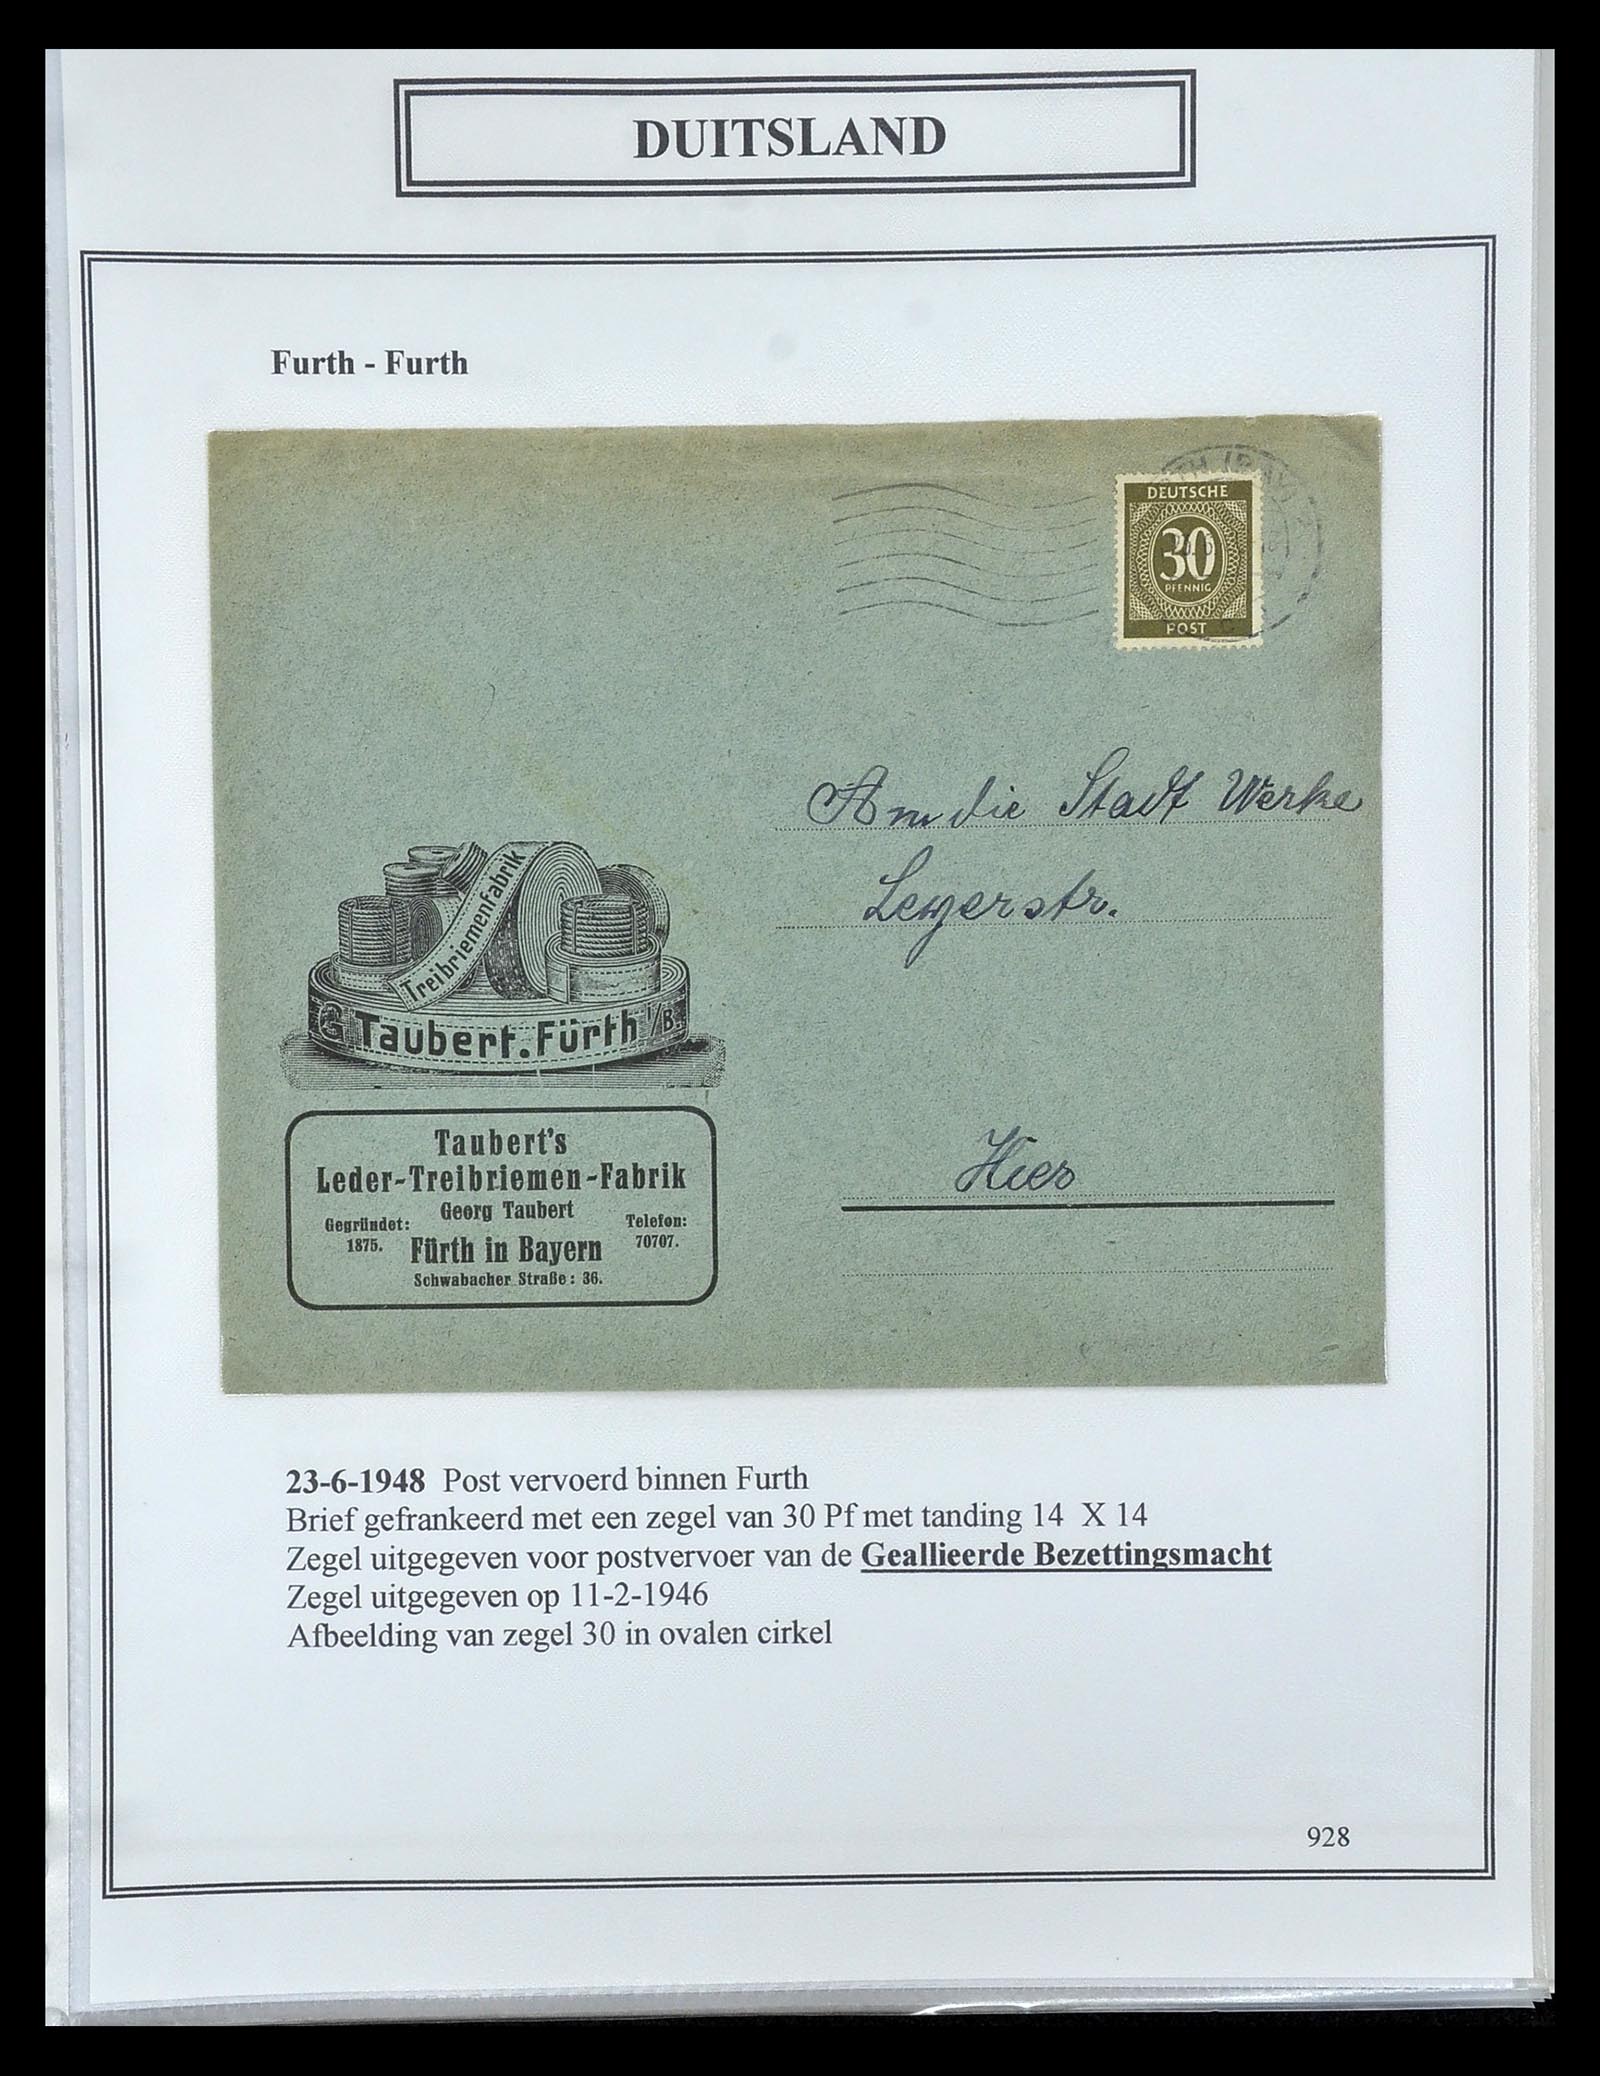 DUITSLAND
Furth - Furth
DEUTSCHE
30
PFENNIG
POST
An die Stadt Werke
Hier
Treibriemenfabrik
G Taubert. Fürth i/B.
Taubert's
Leder-Treibriemen-Fabrik
Georg Taubert
Gegründet: Telefon:
1875. Fürth in Bayern 70707.
Schwabacher Straße: 36.
23-6-1948 Post vervoerd binnen Furth
Brief gefrankeerd met een zegel van 30 Pf met tanding 14 X 14
Zegel uitgegeven voor postvervoer van de Geallieerde Bezettingsmacht
Zegel uitgegeven op 11-2-1946
Afbeelding van zegel 30 in ovalen cirkel
928